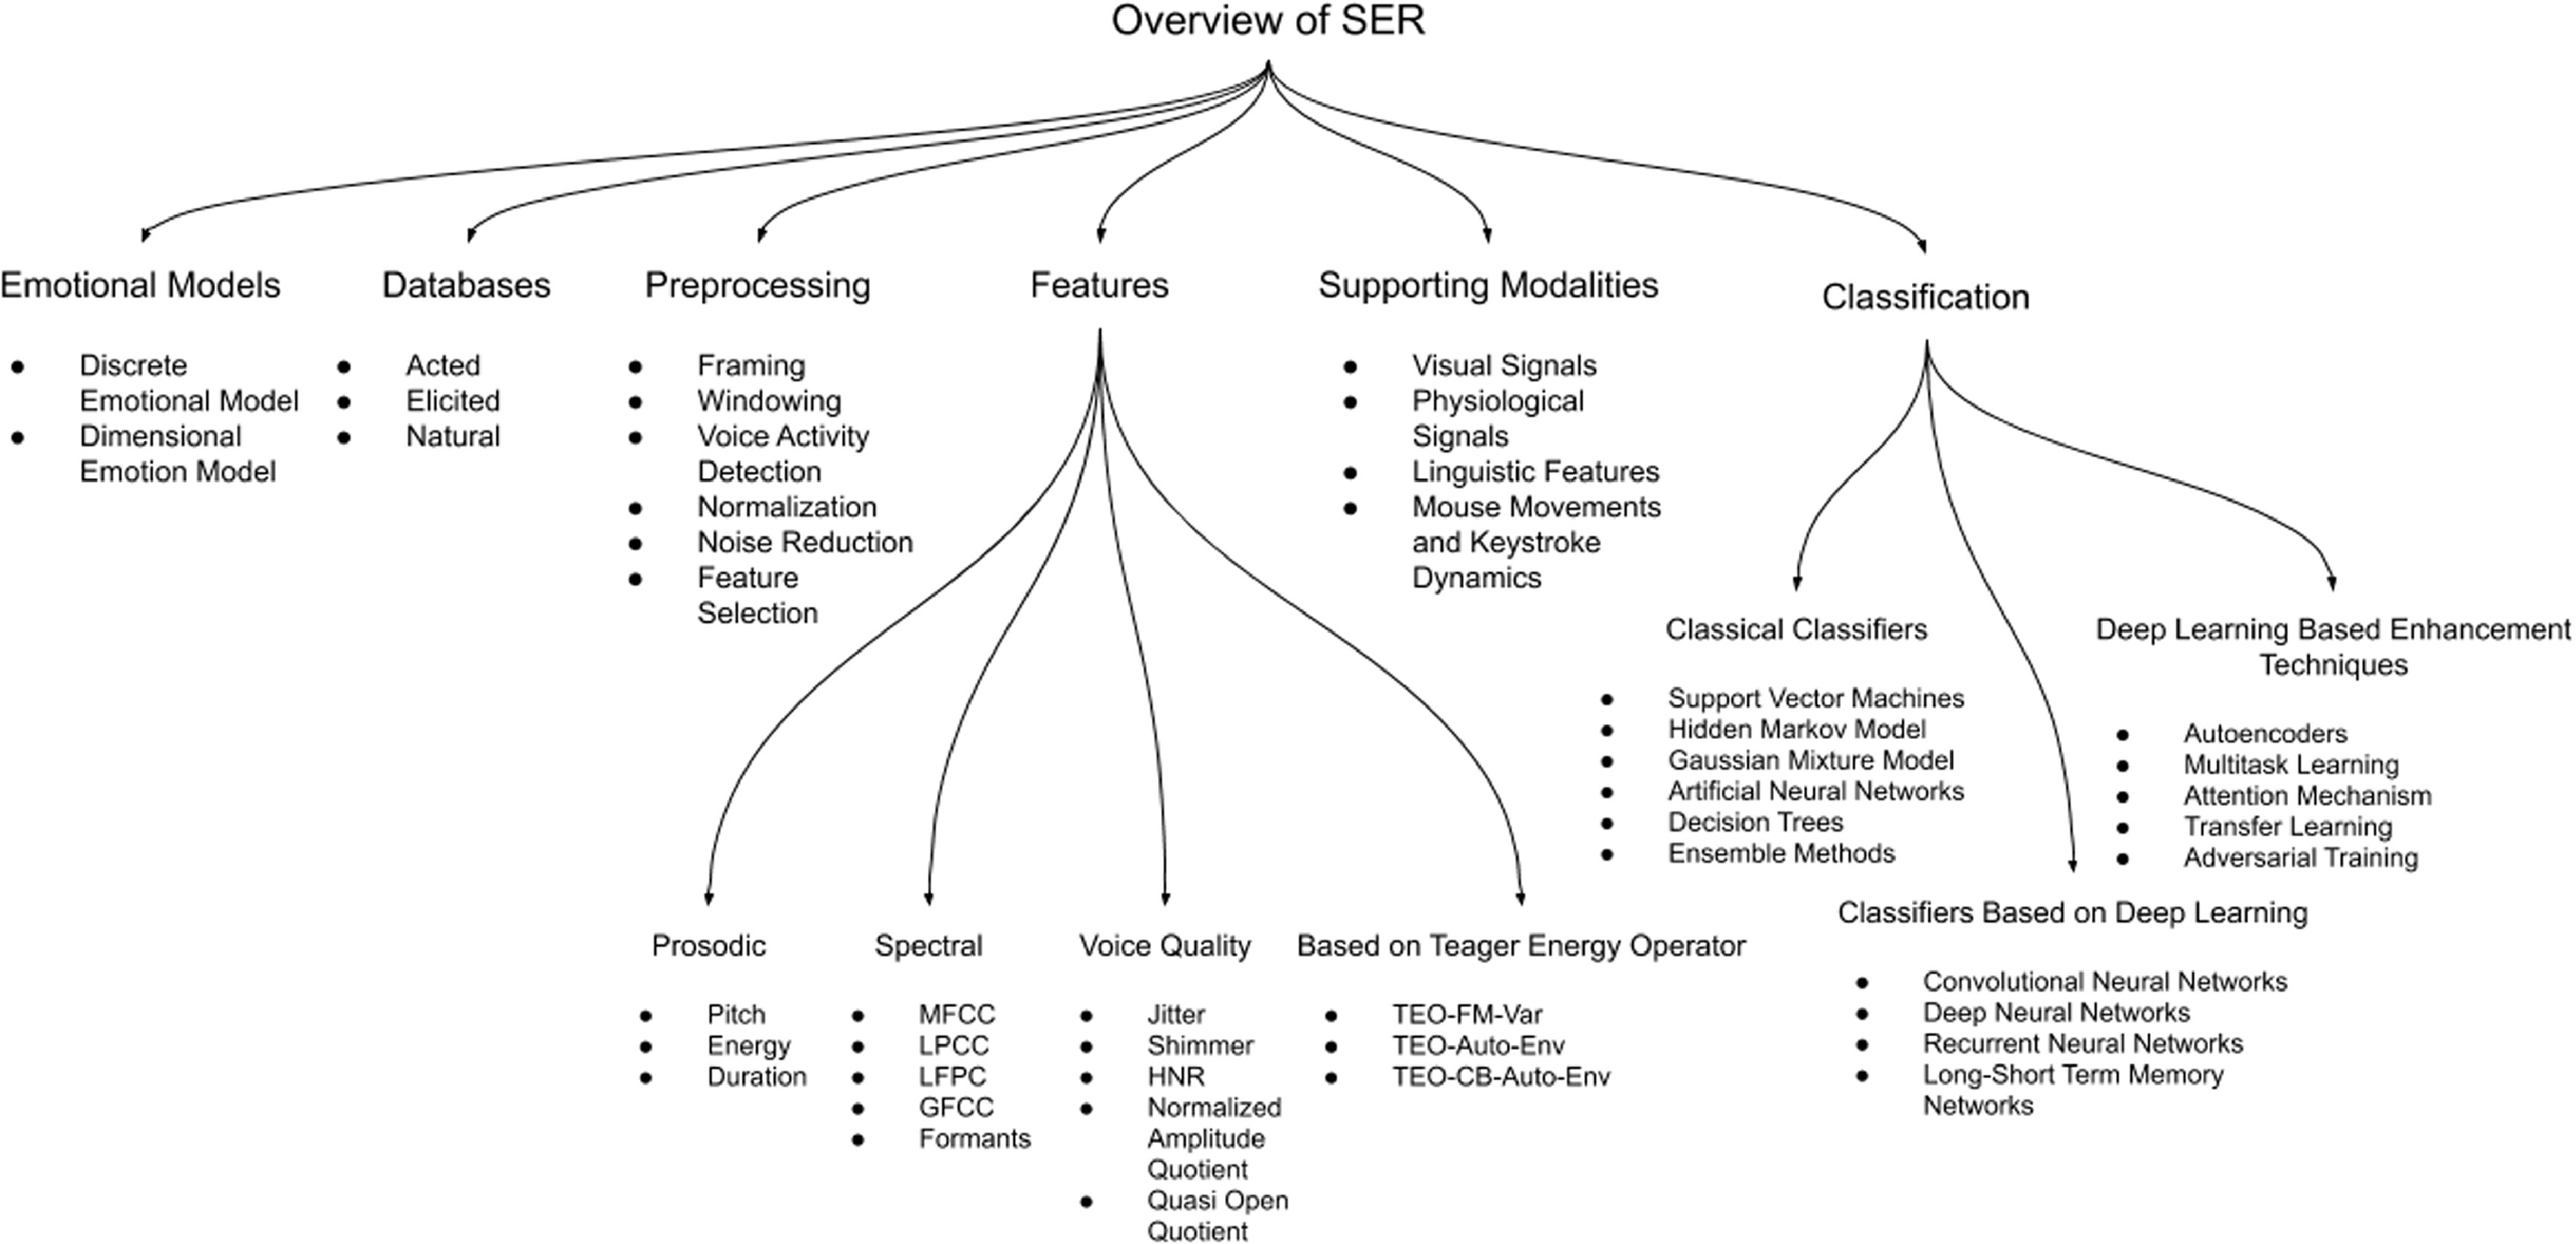 Overview of SER
Emotional Models
Discrete
Emotional Model
Dimensional
Emotion Model
Databases
Acted
Elicited
Natural
Preprocessing
Framing
Windowing
Voice Activity
Detection
Normalization
Noise Reduction
Feature
Selection
Features
Prosodic
Pitch
Energy
Duration
Spectral
MFCC
LPCC
LFPC
GFCC
Formants
Voice Quality
Jitter
Shimmer
HNR
Normalized
Amplitude
Quotient
Quasi Open
Quotient
Based on Teager Energy Operator
TEO-FM-Var
TEO-Auto-Env
TEO-CB-Auto-Env
Supporting Modalities
Visual Signals
Physiological
Signals
Linguistic Features
Mouse Movements
and Keystroke
Dynamics
Classification
Classical Classifiers
Support Vector Machines
Hidden Markov Model
Gaussian Mixture Model
Artificial Neural Networks
Decision Trees
Ensemble Methods
Classifiers Based on Deep Learning
Convolutional Neural Networks
Deep Neural Networks
Recurrent Neural Networks
Long-Short Term Memory
Networks
Deep Learning Based Enhancement
Techniques
Autoencoders
Multitask Learning
Attention Mechanism
Transfer Learning
Adversarial Training